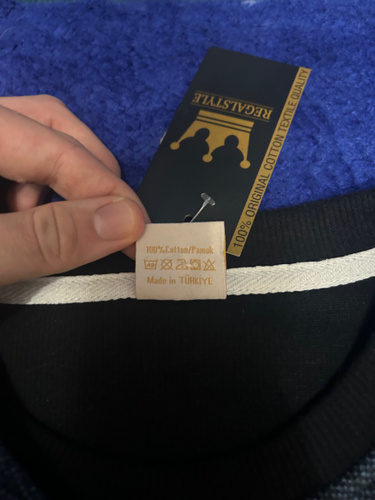 REGALSTYLE
100% ORIGINAL COTTON TEXTILE QUALITY
100% Cotton/Pamuk
Made in TÜRKİYE